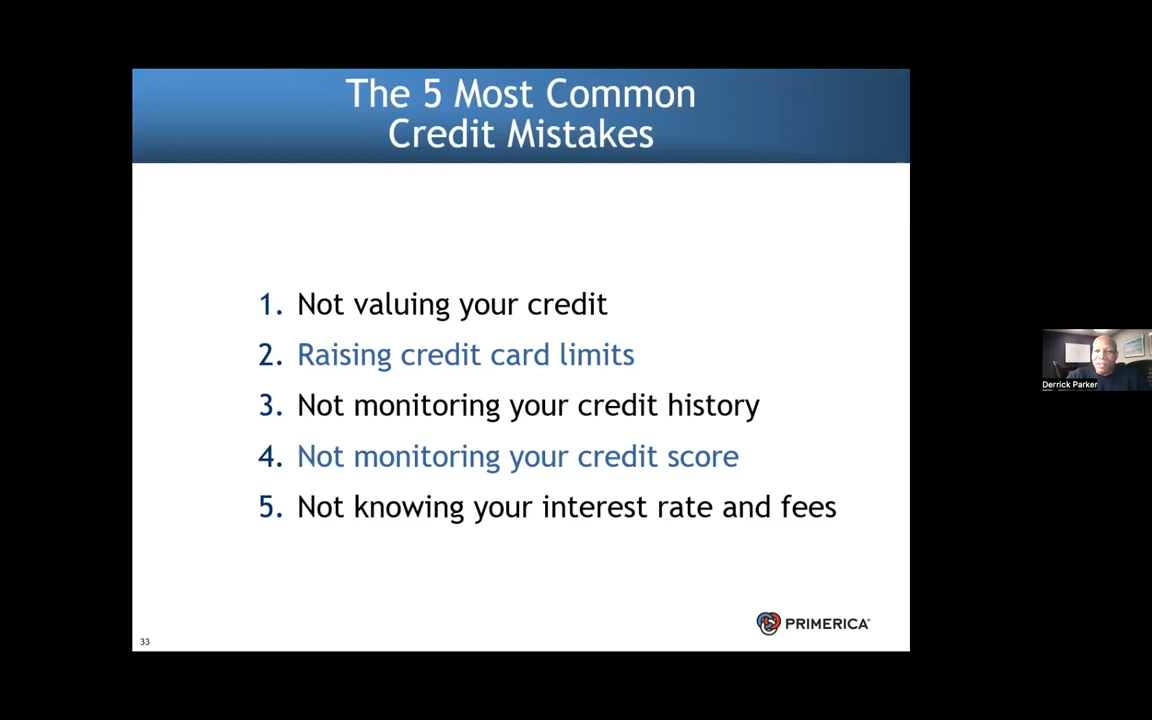 The 5 Most Common
Credit Mistakes
1. Not valuing your credit
2. Raising credit card limits
3. Not monitoring your credit history
4. Not monitoring your credit score
5. Not knowing your interest rate and fees
Derrick Parker
PRIMERICA®
33